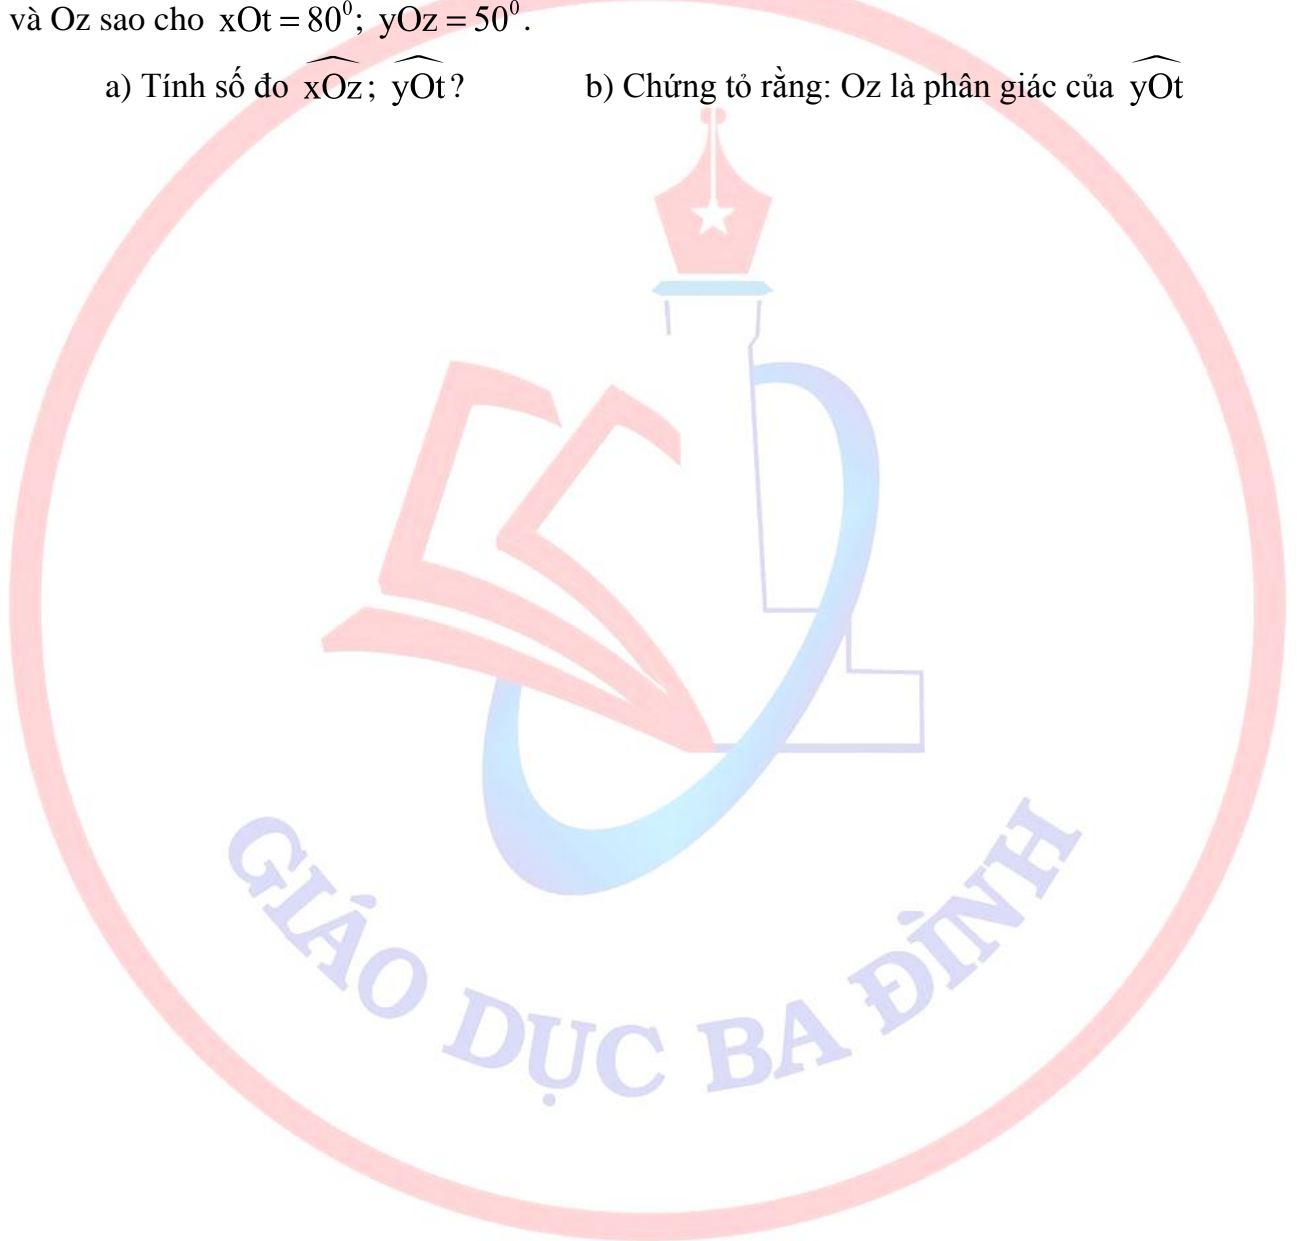 và Oz sao cho xOt = 80⁰; yOz = 50⁰.
a) Tính số đo xOz; yOt? b) Chứng tỏ rằng: Oz là phân giác của yOt
GIÁO DỤC BA ĐÌNH